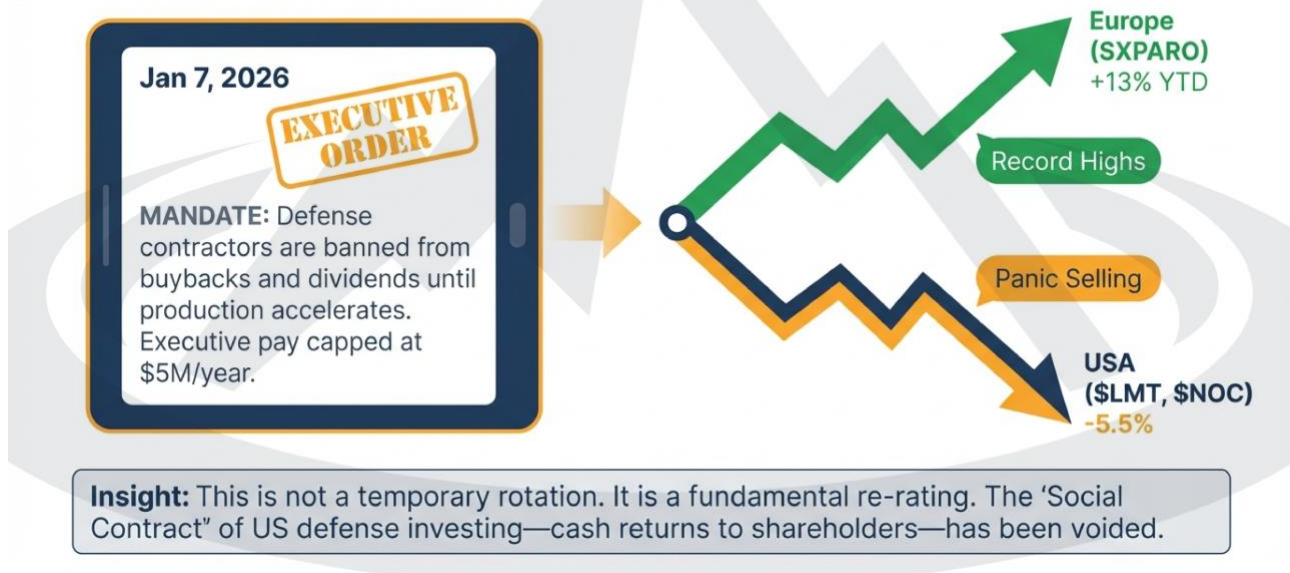 Jan 7, 2026
EXECUTIVE
ORDER
MANDATE: Defense
contractors are banned from
buybacks and dividends until
production accelerates.
Executive pay capped at
$5M/year.
Europe
(SXPARO)
+13% YTD
Record Highs
Panic Selling
USA
($LMT, $NOC)
-5.5%
Insight: This is not a temporary rotation. It is a fundamental re-rating. The ‘Social
Contract” of US defense investing—cash returns to shareholders—has been voided.